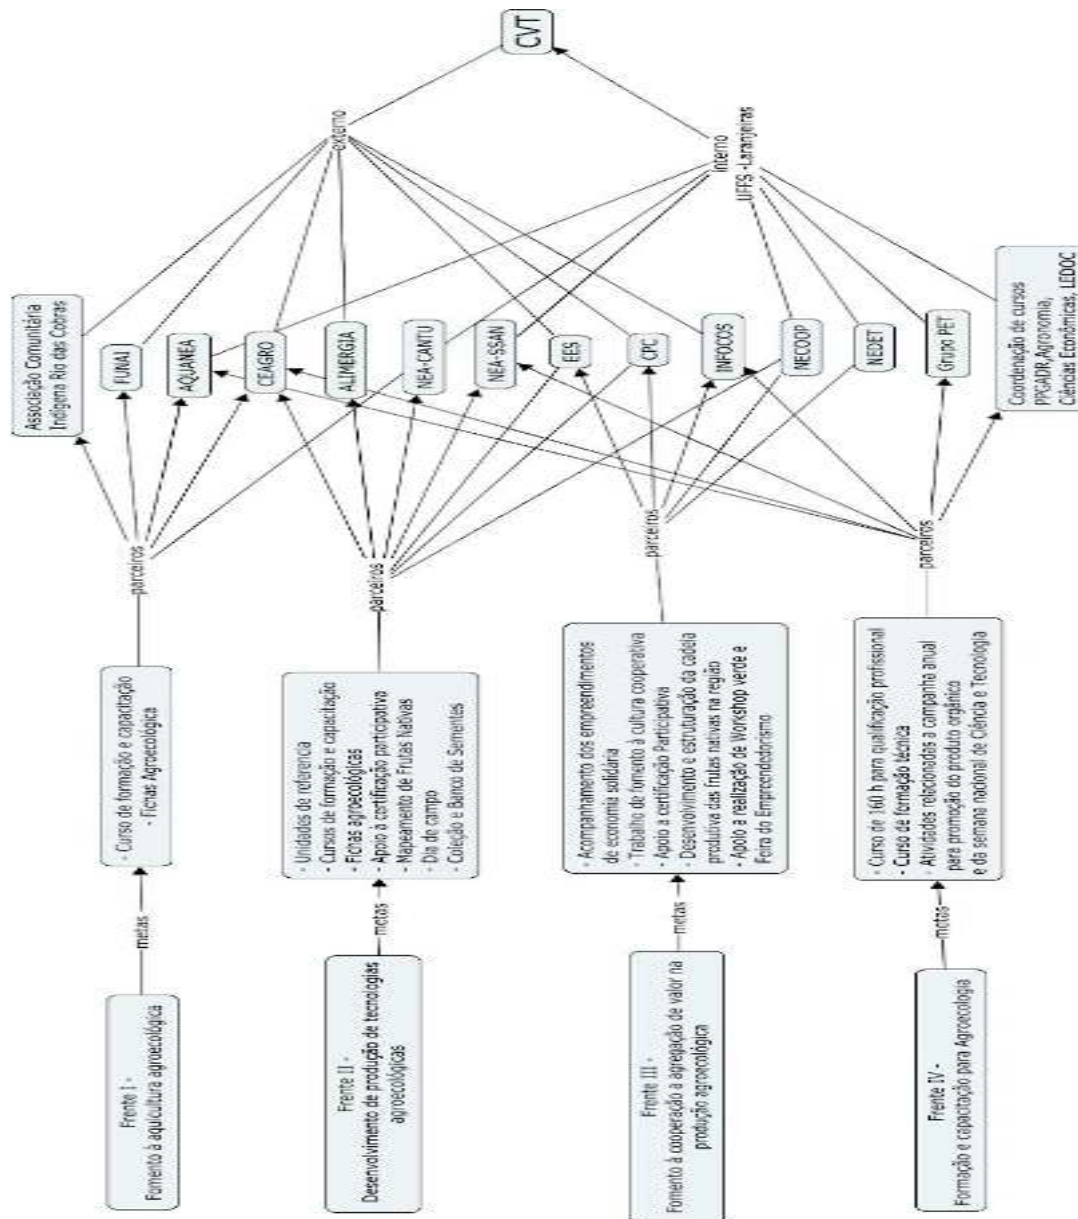 Frente I -
Fomento à aquicultura agroecológica
metas
- Curso de formação e capacitação
- Fichas Agroecológica
parceiros
Frente II -
Desenvolvimento de produção de tecnologias
agroecológicas
metas
- Unidades de referencia
- Cursos de formação e capacitação
- Fichas agroecológicas
- Apoio à certificação participativa
- Mapeamento de Frutas Nativas
- Dia de campo
- Coleção e Banco de Sementes
parceiros
Frente III -
Fomento à cooperação a agregação de valor na
produção agroecológica
metas
- Acompanhamento dos empreendimentos
de economia solidária
- Trabalho de fomento à cultura cooperativa
- Apoio a certificação Participativa
- Desenvolvimento e estruturação da cadeia
produtiva das frutas nativas na região
- Apoio a realização de Workshop verde e
Feira do Empreendedorismo
parceiros
Frente IV -
Formação e capacitação para Agroecologia
metas
- Curso de 160 h para qualificação profissional
- Curso de formação técnica
- Atividades relacionadas a campanha anual
para promoção do produto orgânico
e da semana nacional de Ciência e Tecnologia
parceiros
Associação Comunitária
Indígena Rio das Cobras
FUNAI
AQUANEA
CEAGRO
ALIMERGIA
NEA-CANTU
NEA-SSAN
EES
CPC
INFOCOS
NECOOP
NEDET
Grupo PET
Coordenação de cursos
PPGADR, Agronomia,
Ciências Econômicas, LEDOC
externo
interno
UFFS -Laranjeiras
CVT